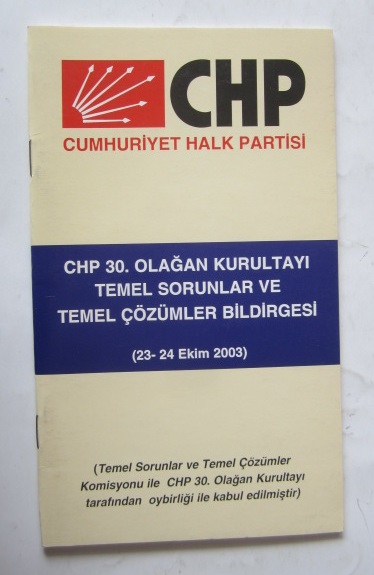 CHP
CUMHURİYET HALK PARTİSİ
CHP 30. OLAĞAN KURULTAYI
TEMEL SORUNLAR VE
TEMEL ÇÖZÜMLER BİLDİRGESİ
(23- 24 Ekim 2003)
(Temel Sorunlar ve Temel Çözümler
Komisyonu ile CHP 30. Olağan Kurultayı
tarafından oybirliği ile kabul edilmiştir)